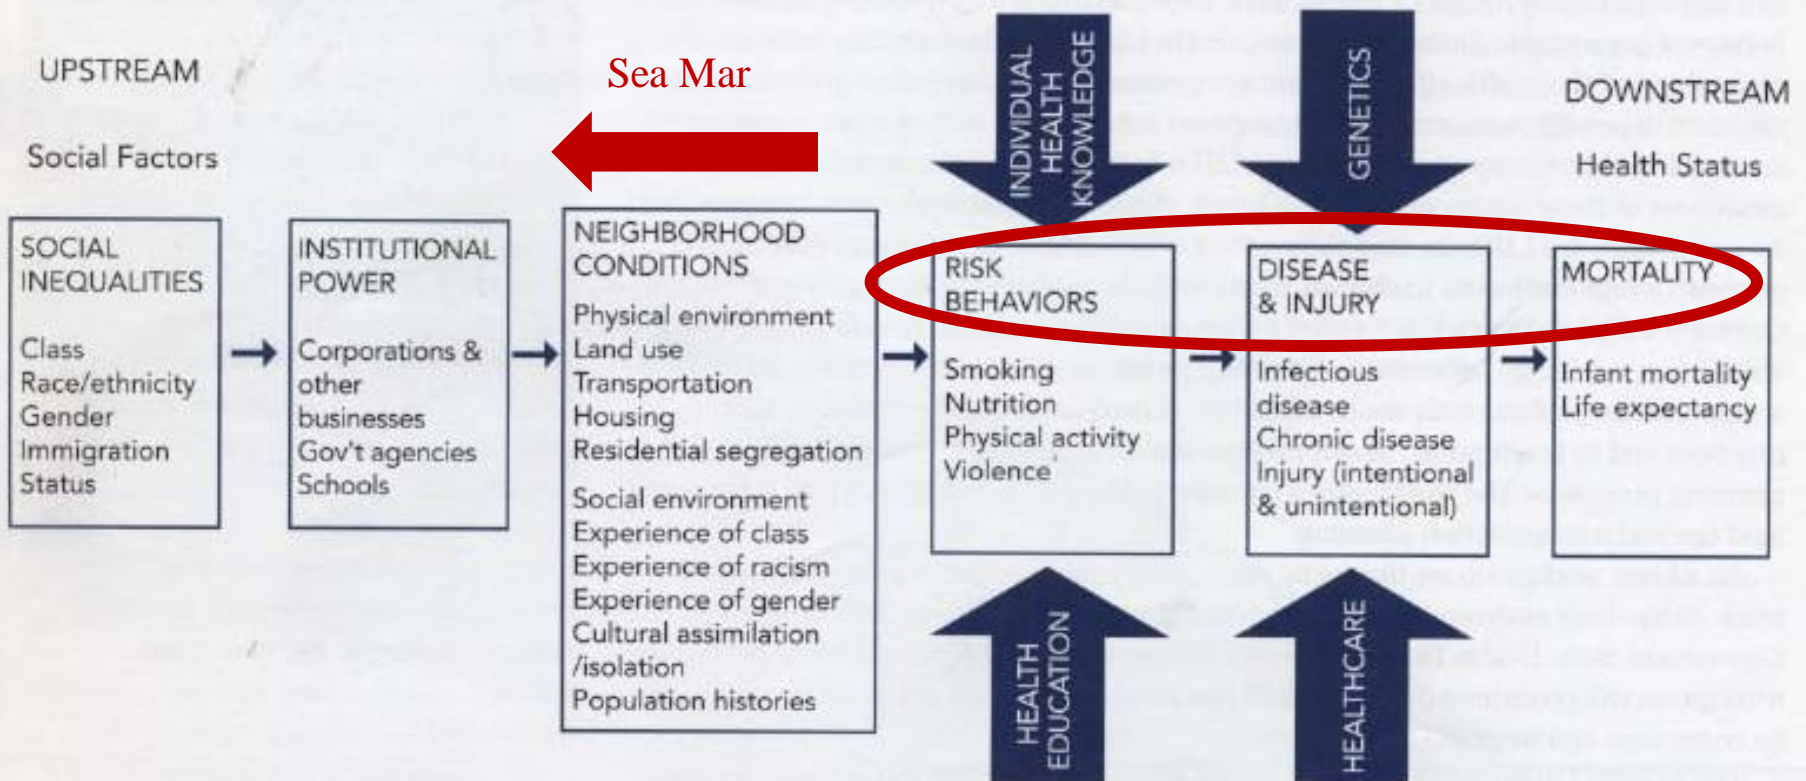 UPSTREAM
Social Factors
Sea Mar
INDIVIDUAL
HEALTH
KNOWLEDGE
GENETICS
DOWNSTREAM
Health Status
SOCIAL
INEQUALITIES
Class
Race/ethnicity
Gender
Immigration
Status
INSTITUTIONAL
POWER
Corporations &
other
businesses
Gov't agencies
Schools
NEIGHBORHOOD
CONDITIONS
Physical environment
Land use
Transportation
Housing
Residential segregation
Social environment
Experience of class
Experience of racism
Experience of gender
Cultural assimilation
/isolation
Population histories
RISK
BEHAVIORS
Smoking
Nutrition
Physical activity
Violence
DISEASE
& INJURY
Infectious
disease
Chronic disease
Injury (intentional
& unintentional)
MORTALITY
Infant mortality
Life expectancy
HEALTH
EDUCATION
HEALTHCARE